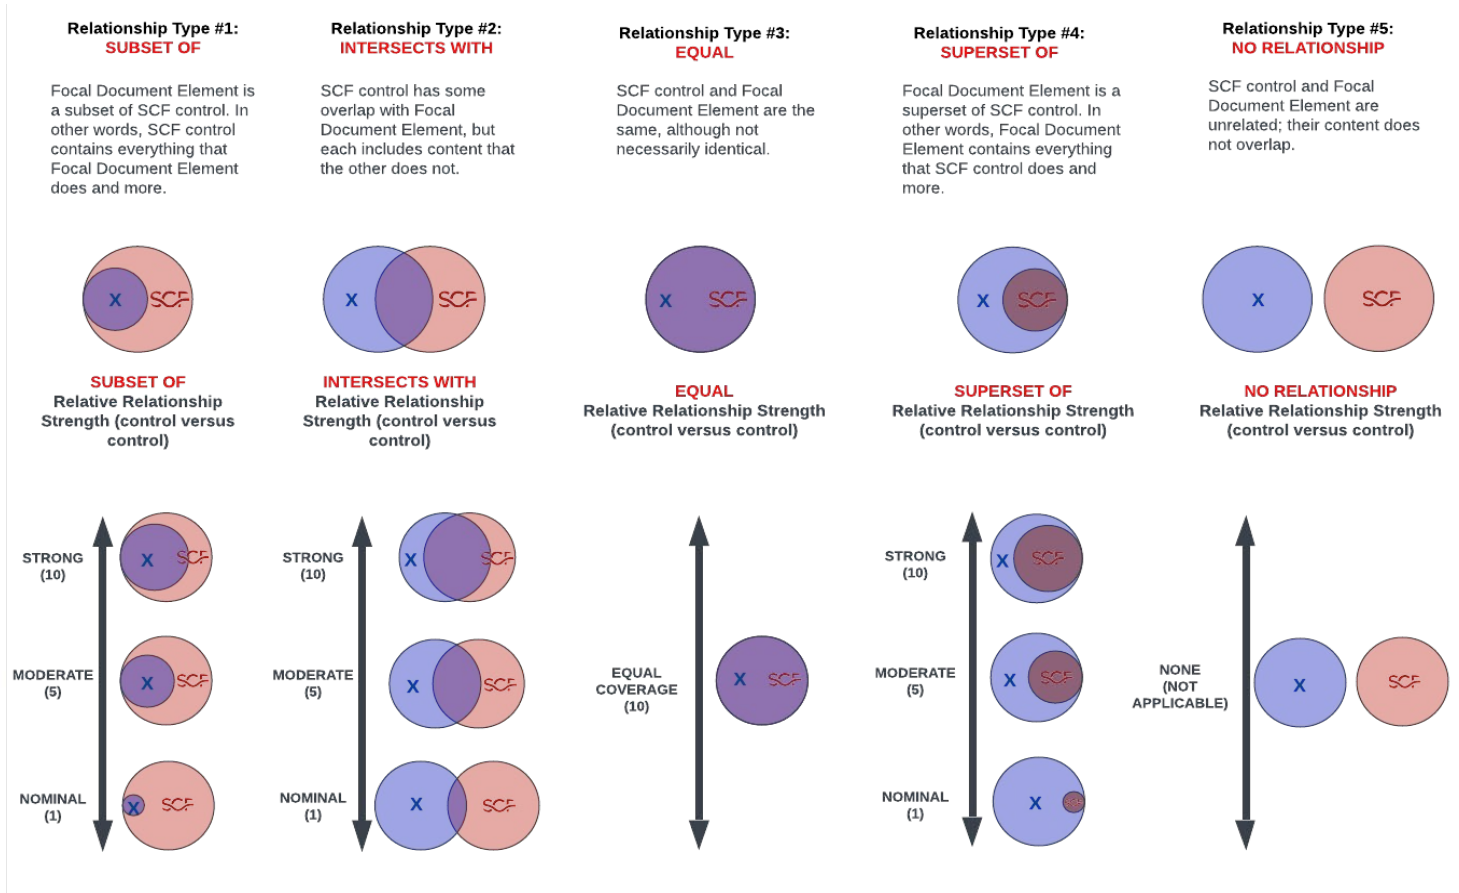 Relationship Type #1:
SUBSET OF
Focal Document Element is
a subset of SCF control. In
other words, SCF control
contains everything that
Focal Document Element
does and more.
X SCF
SUBSET OF
Relative Relationship
Strength (control versus
control)
STRONG
(10)
X SCF
MODERATE
(5)
X SCF
NOMINAL
(1)
X SCF
Relationship Type #2:
INTERSECTS WITH
SCF control has some
overlap with Focal
Document Element, but
each includes content that
the other does not.
X SCF
INTERSECTS WITH
Relative Relationship
Strength (control versus
control)
STRONG
(10)
X SCF
MODERATE
(5)
X SCF
NOMINAL
(1)
X SCF
Relationship Type #3:
EQUAL
SCF control and Focal
Document Element are the
same, although not
necessarily identical.
X SCF
EQUAL
Relative Relationship Strength
(control versus control)
EQUAL
COVERAGE
(10)
X SCF
Relationship Type #4:
SUPERSET OF
Focal Document Element is a
superset of SCF control. In
other words, Focal Document
Element contains everything
that SCF control does and
more.
X SCF
SUPERSET OF
Relative Relationship Strength
(control versus control)
STRONG
(10)
X SCF
MODERATE
(5)
X SCF
NOMINAL
(1)
X SCF
Relationship Type #5:
NO RELATIONSHIP
SCF control and Focal
Document Element are
unrelated; their content does
not overlap.
X SCF
NO RELATIONSHIP
Relative Relationship Strength
(control versus control)
NONE
(NOT
APPLICABLE)
X SCF